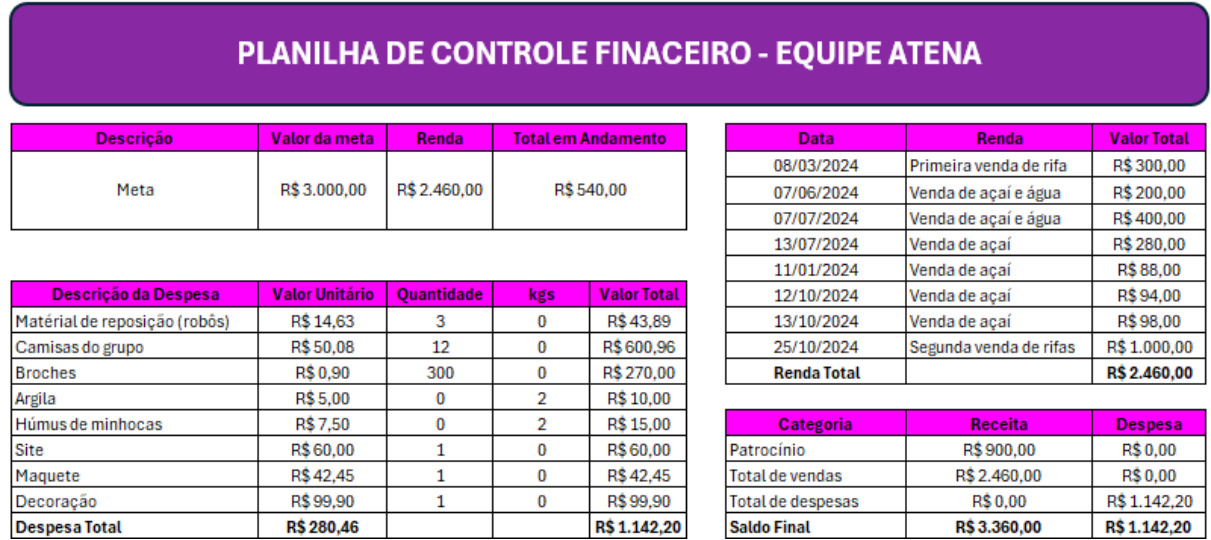 PLANILHA DE CONTROLE FINACEIRO - EQUIPE ATENA
Descrição Valor da meta Renda Total em Andamento
Meta R$ 3.000,00 R$ 2.460,00 R$ 540,00
Descrição da Despesa Valor Unitário Quantidade kgs Valor Total
Matérial de reposição (robôs) R$ 14,63 3 0 R$ 43,89
Camisas do grupo R$ 50,08 12 0 R$ 600,96
Broches R$ 0,90 300 0 R$ 270,00
Argila R$ 5,00 0 2 R$ 10,00
Húmus de minhocas R$ 7,50 0 2 R$ 15,00
Site R$ 60,00 1 0 R$ 60,00
Maquete R$ 42,45 1 0 R$ 42,45
Decoração R$ 99,90 1 0 R$ 99,90
Despesa Total R$ 280,46 R$ 1.142,20
Data Renda Valor Total
08/03/2024 Primeira venda de rifa R$ 300,00
07/06/2024 Venda de açaí e água R$ 200,00
07/07/2024 Venda de açaí e água R$ 400,00
13/07/2024 Venda de açaí R$ 280,00
11/01/2024 Venda de açaí R$ 88,00
12/10/2024 Venda de açaí R$ 94,00
13/10/2024 Venda de açaí R$ 98,00
25/10/2024 Segunda venda de rifas R$ 1.000,00
Renda Total R$ 2.460,00
Categoria Receita Despesa
Patrocínio R$ 900,00 R$ 0,00
Total de vendas R$ 2.460,00 R$ 0,00
Total de despesas R$ 0,00 R$ 1.142,20
Saldo Final R$ 3.360,00 R$ 1.142,20